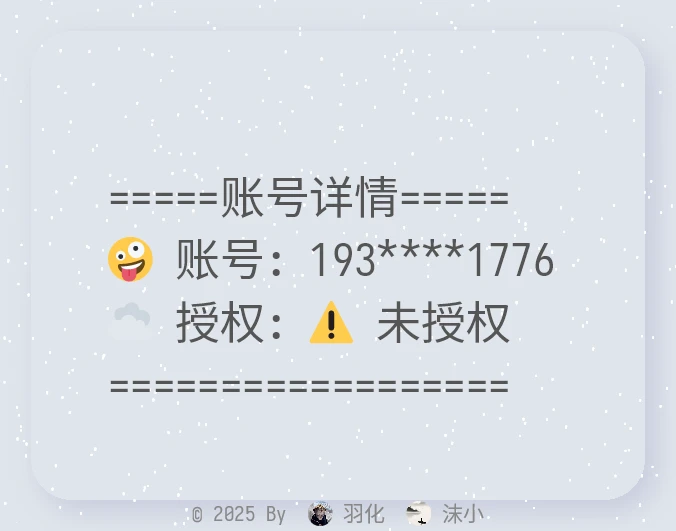 =====账号详情=====
🤪 账号：193****1776
☁️ 授权：⚠️ 未授权
==================
© 2025 By 羽化 沫小